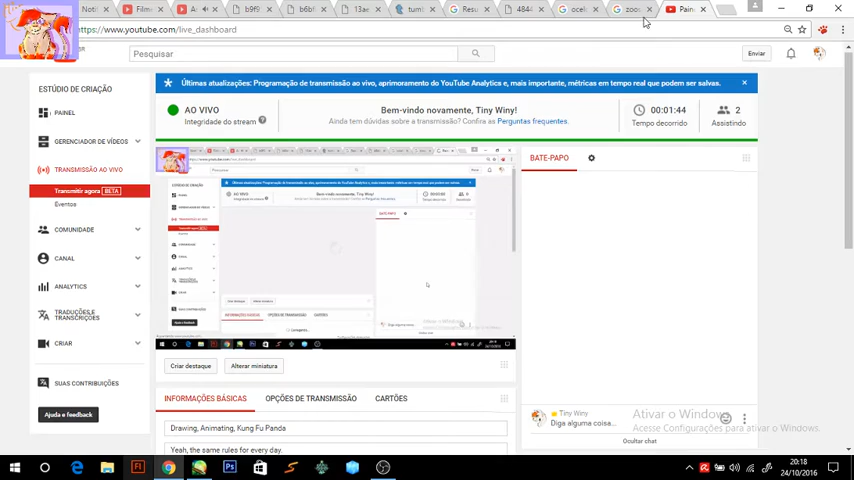 Noti
Film
A
b9f9
b6bf
13ae
tumb
Resu
4844
ocel
zoo
Pain
https://www.youtube.com/live_dashboard
Pesquisar
Enviar
ESTÚDIO DE CRIAÇÃO
PAINEL
GERENCIADOR DE VÍDEOS
TRANSMISSÃO AO VIVO
Transmitir agora BETA
Eventos
COMUNIDADE
CANAL
ANALYTICS
TRADUÇÕES E
TRANSCRIÇÕES
CRIAR
SUAS CONTRIBUIÇÕES
Ajuda e feedback
Últimas atualizações: Programação de transmissão ao vivo, aprimoramento do YouTube Analytics e, mais importante, métricas em tempo real que podem ser salvas.
AO VIVO
Integridade do stream
Bem-vindo novamente, Tiny Winy!
Ainda tem dúvidas sobre a transmissão? Confira as Perguntas frequentes.
00:01:44
Tempo decorrido
2
Assistindo
BATE-PAPO
Criar destaque
Alterar miniatura
INFORMAÇÕES BÁSICAS
OPÇÕES DE TRANSMISSÃO
CARTÕES
Drawing, Animating, Kung Fu Panda
Yeah, the same rules for every day.
Tiny Winy
Diga alguma coisa...
Ocultar chat
Ativar o Windows
Acesse Configurações para ativar o Windows.
20:18
24/10/2016